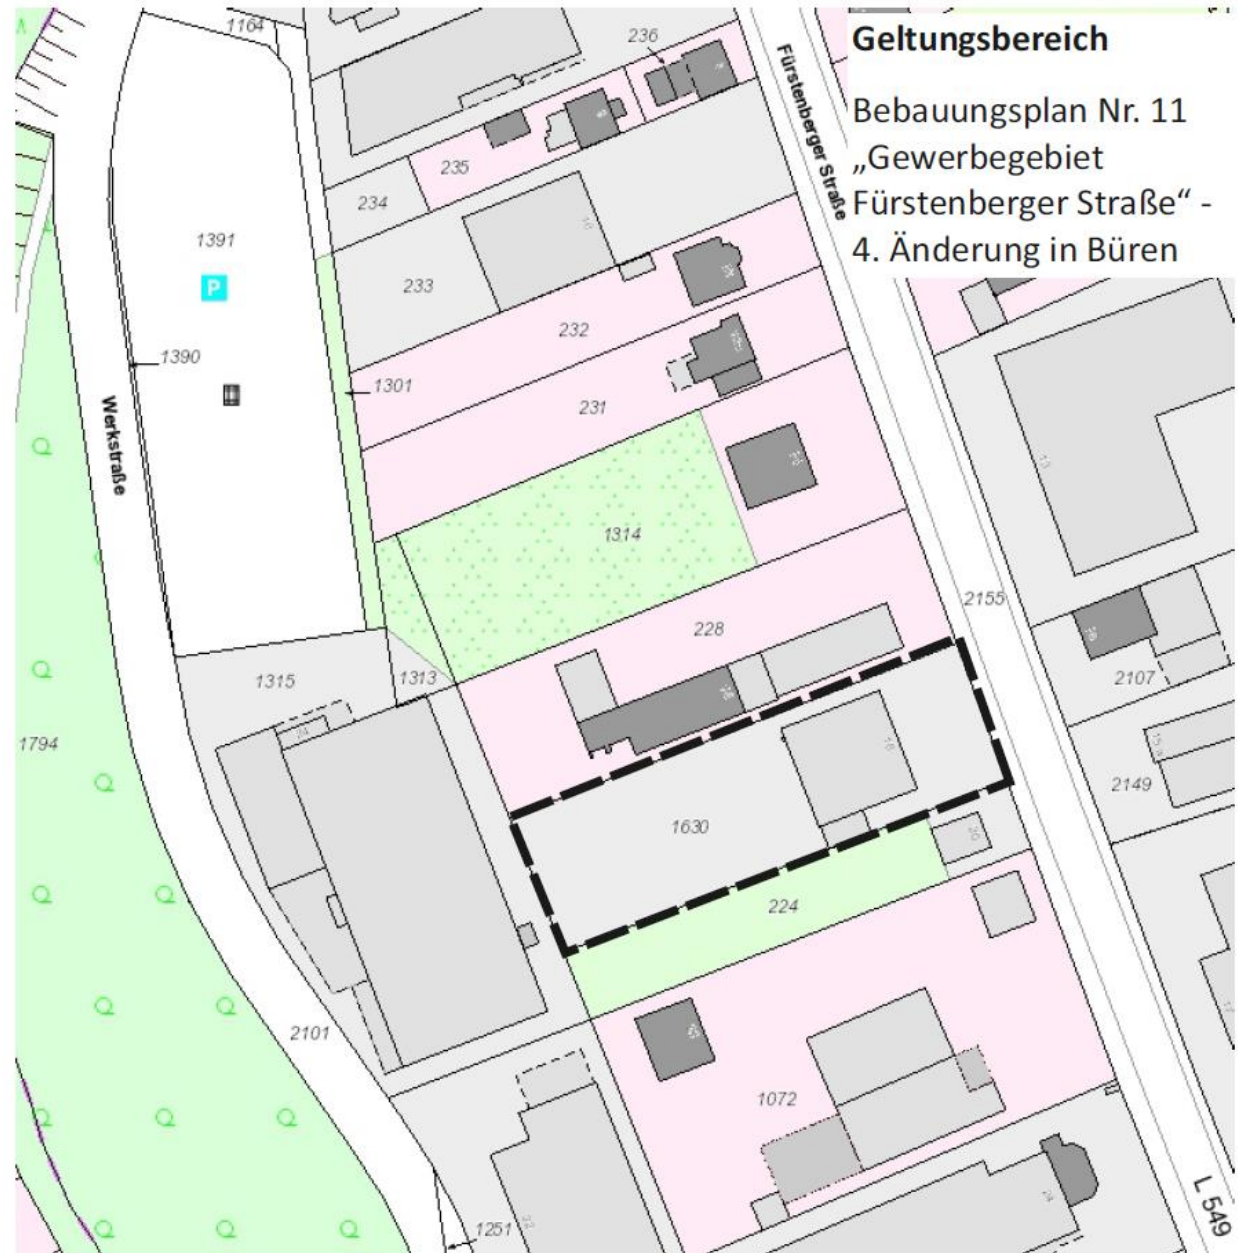 Geltungsbereich
Bebauungsplan Nr. 11
„Gewerbegebiet
Fürstenberger Straße“ -
4. Änderung in Büren
1164
236
Fürstenberger Straße
235
234
1391
P
233
232
1390
1301
231
Werkstraße
1314
2155
228
1313
1315
2107
1794
2149
1630
224
2101
1072
1251
L 549